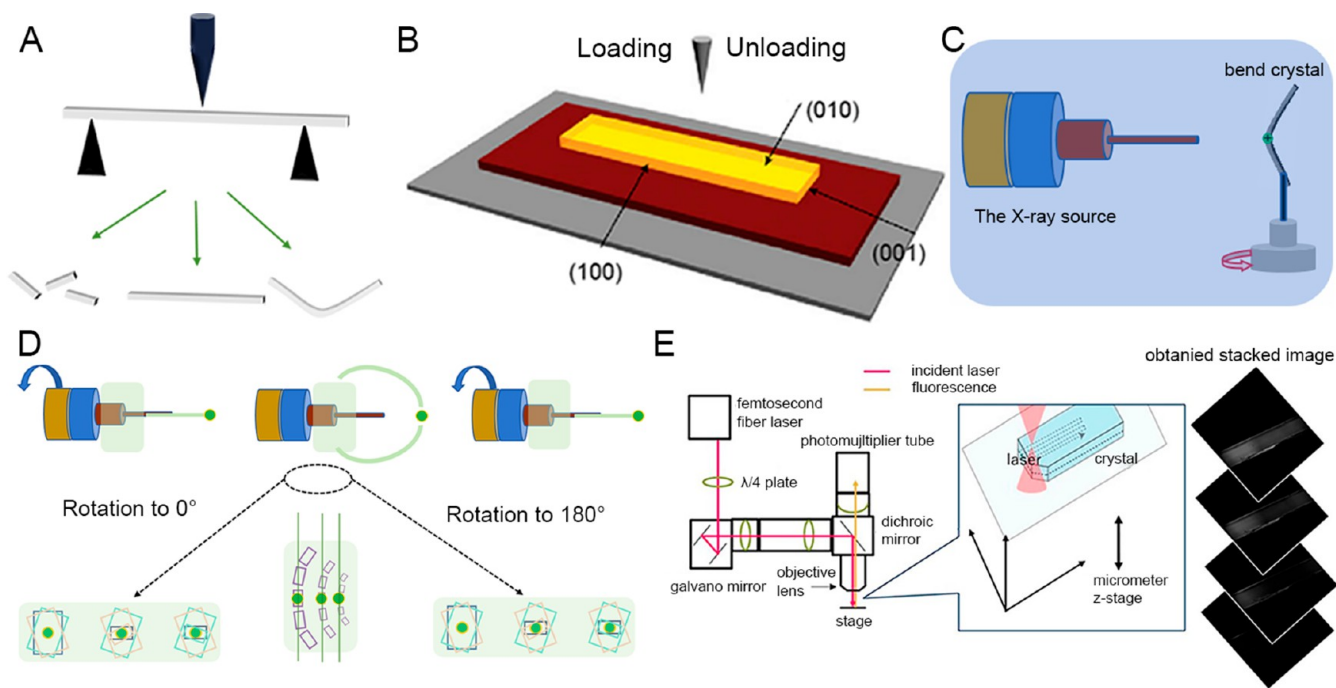 A
B
Loading
Unloading
(010)
(100)
(001)
C
bend crystal
The X-ray source
D
Rotation to 0°
Rotation to 180°
E
obtanied stacked image
incident laser
fluorescence
femtosecond
fiber laser
photomujltiplier tube
λ/4 plate
dichroic
mirror
galvano mirror
objective
lens
stage
laser
crystal
micrometer
z-stage